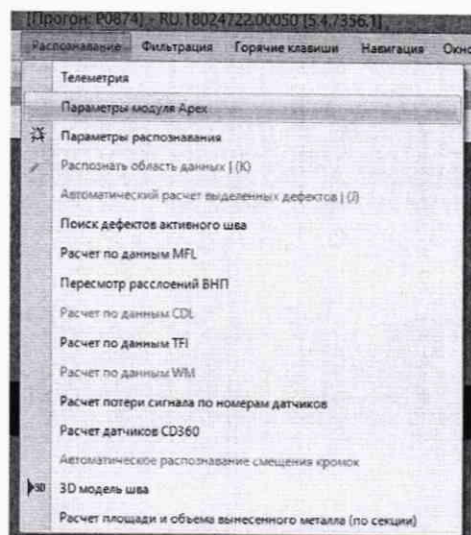 [Прогон: P0874] - RU.18024722.00050 [5.4.7356.1]
Распознавание Фильтрация Горячие клавиши Навигация Окно
Телеметрия
Параметры модуля Apex
Параметры распознавания
Распознать область данных | (K)
Автоматический расчет выделенных дефектов | (J)
Поиск дефектов активного шва
Расчет по данным MFL
Пересмотр расслоений ВНП
Расчет по данным CDL
Расчет по данным TFI
Расчет по данным WM
Расчет потери сигнала по номерам датчиков
Расчет датчиков CD360
Автоматическое распознавание смещения кромок
3D 3D модель шва
Расчет площади и объема вынесенного металла (по секции)